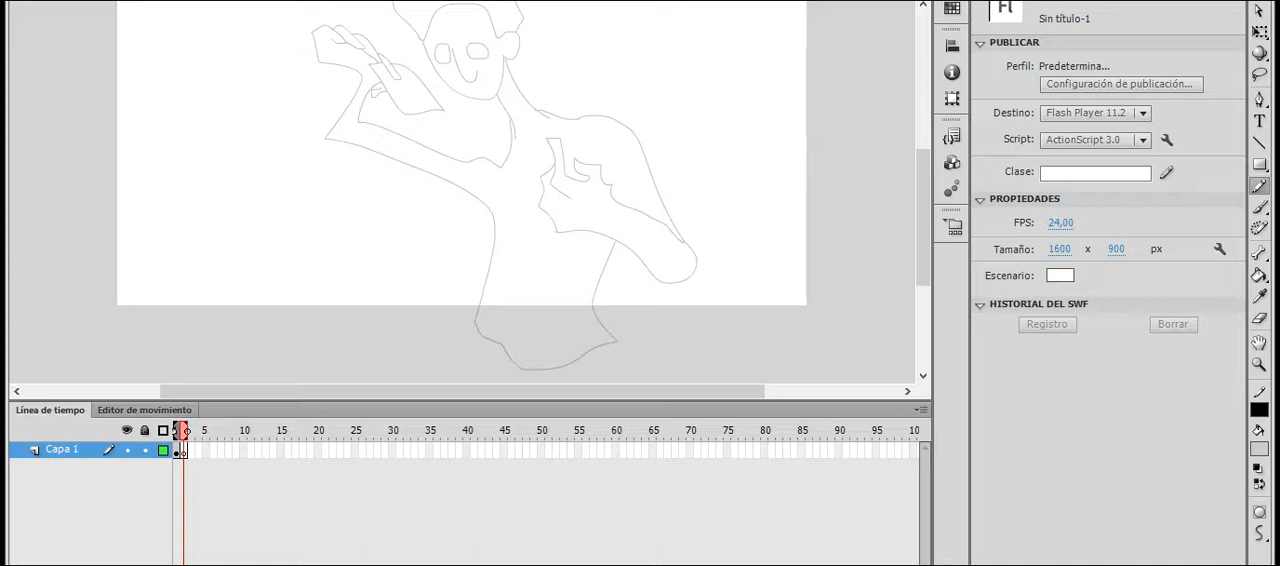 Fl
Sin título-1
PUBLICAR
Perfil: Predetermina...
Configuración de publicación...
Destino: Flash Player 11.2
Script: ActionScript 3.0
Clase:
PROPIEDADES
FPS: 24,00
Tamaño: 1600 x 900 px
Escenario:
HISTORIAL DEL SWF
Registro Borrar
Línea de tiempo Editor de movimiento
5 10 15 20 25 30 35 40 45 50 55 60 65 70 75 80 85 90 95 10
Capa 1